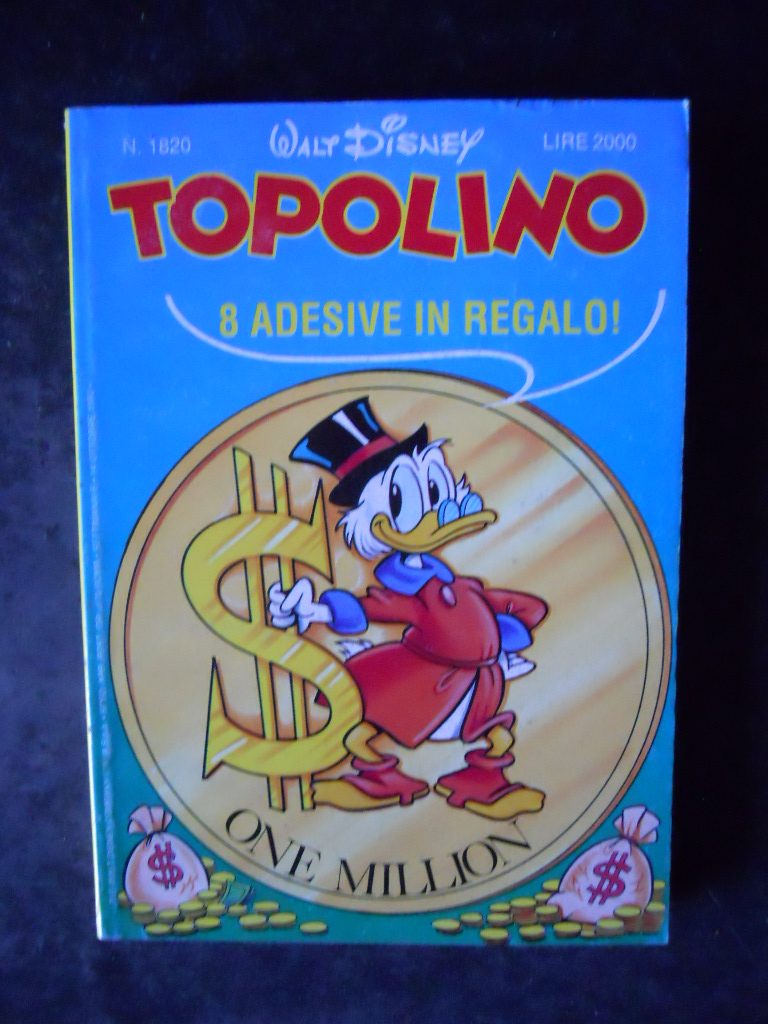 N. 1820
WALT DISNEY
LIRE 2000
TOPOLINO
8 ADESIVE IN REGALO!
$
ONE MILLION
$
$